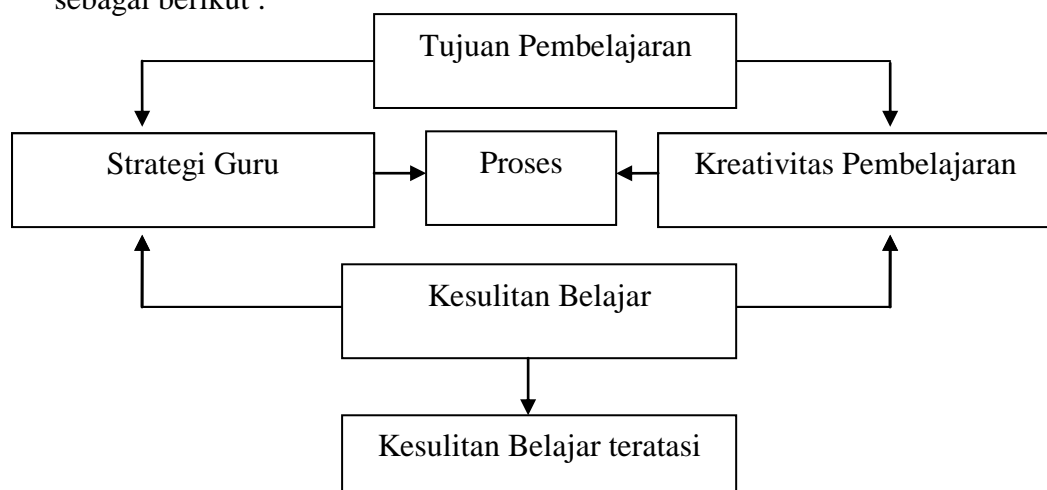 sebagai berikut :
Tujuan Pembelajaran
Strategi Guru
Proses
Kreativitas Pembelajaran
Kesulitan Belajar
Kesulitan Belajar teratasi